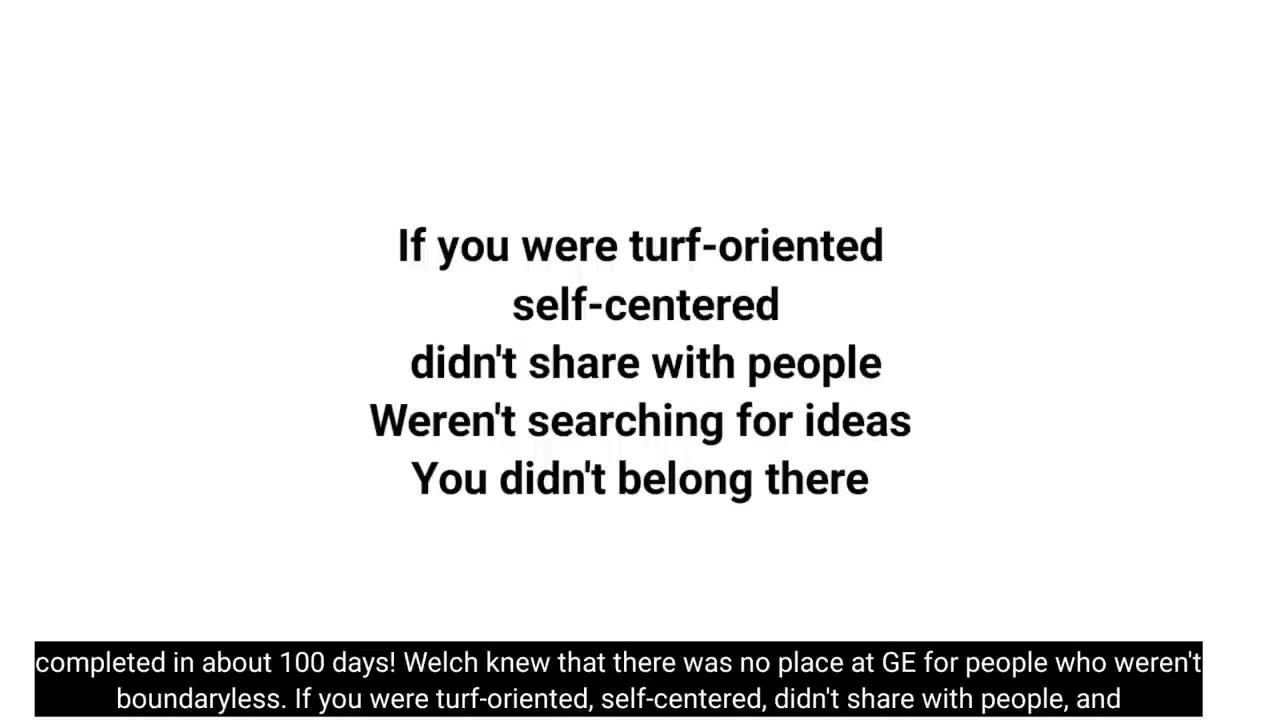 If you were turf-oriented
self-centered
didn't share with people
Weren't searching for ideas
You didn't belong there
completed in about 100 days! Welch knew that there was no place at GE for people who weren't
boundaryless. If you were turf-oriented, self-centered, didn't share with people, and